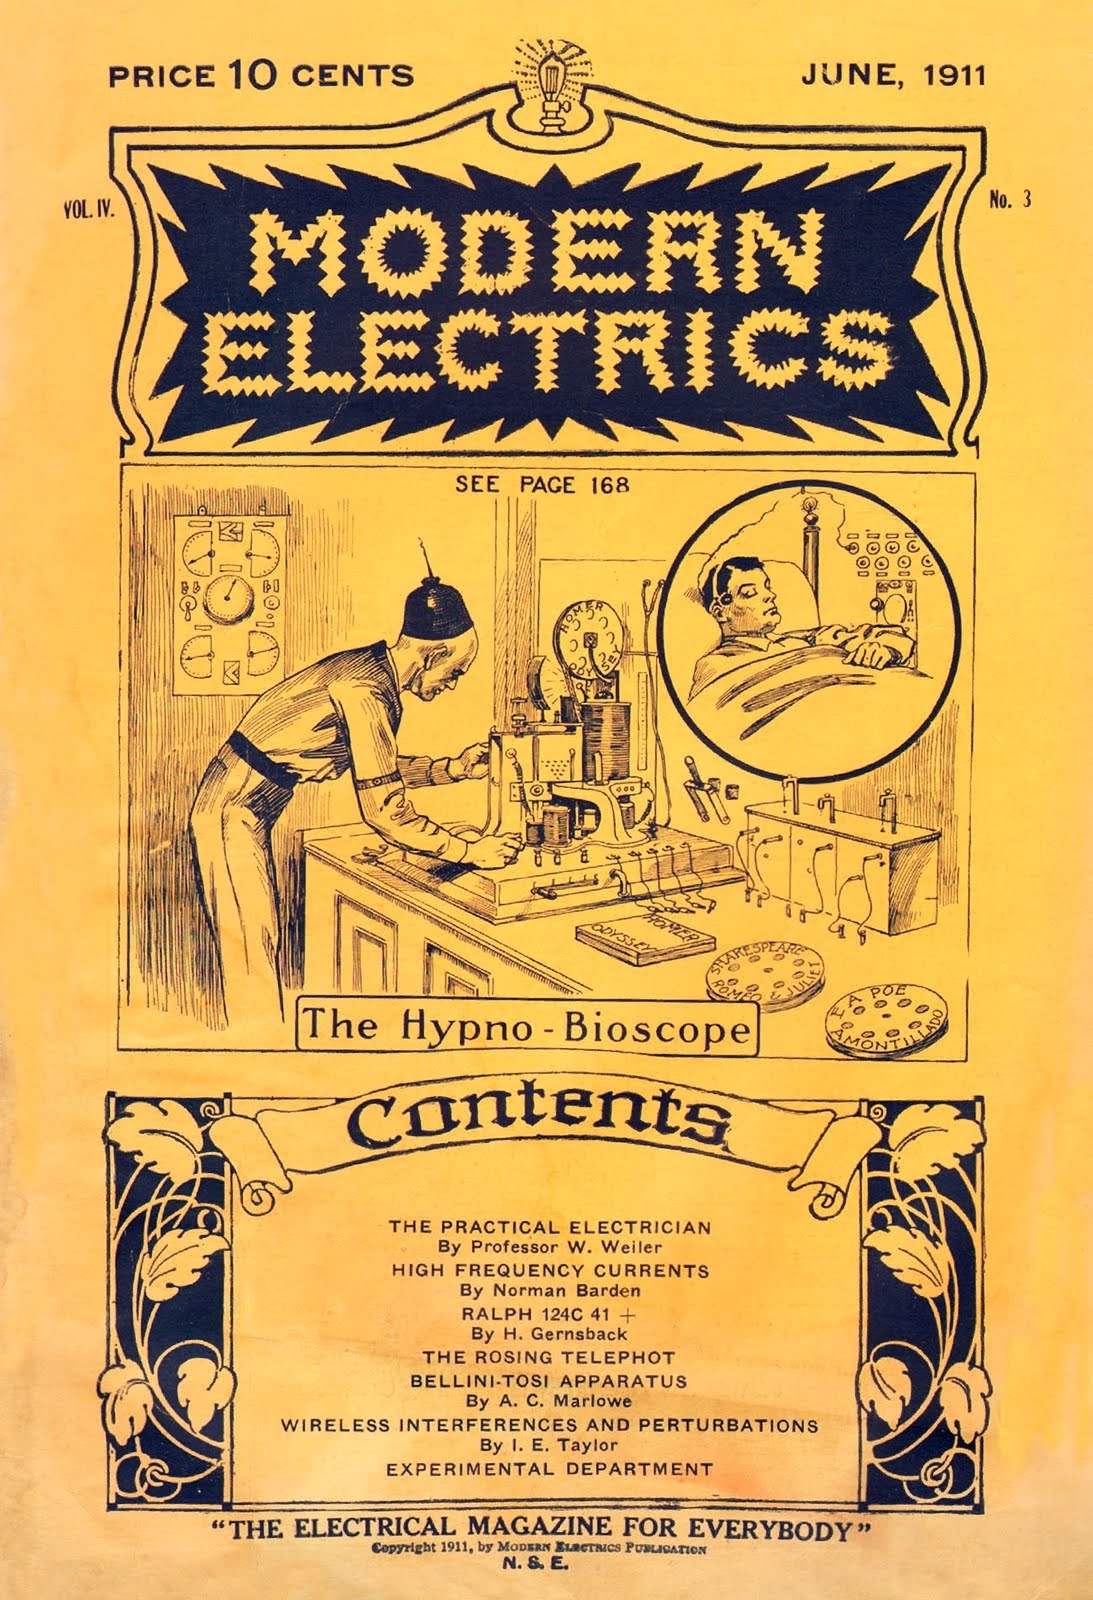 PRICE 10 CENTS
JUNE, 1911
VOL. IV.
No. 3
MODERN
ELECTRICS
SEE PAGE 168
HOMER
ODYSSEY
HOMER
ODYSSEY
SHAKESPEARE
ROMEO & JULIET
E A POE
AMONTILLADO
The Hypno-Bioscope
Contents
THE PRACTICAL ELECTRICIAN
By Professor W. Weiler
HIGH FREQUENCY CURRENTS
By Norman Barden
RALPH 124C 41 +
By H. Gernsback
THE ROSING TELEPHOT
BELLINI-TOSI APPARATUS
By A. C. Marlowe
WIRELESS INTERFERENCES AND PERTURBATIONS
By I. E. Taylor
EXPERIMENTAL DEPARTMENT
"THE ELECTRICAL MAGAZINE FOR EVERYBODY"
Copyright 1911, by MODERN ELECTRICS PUBLICATION
N. S. E.